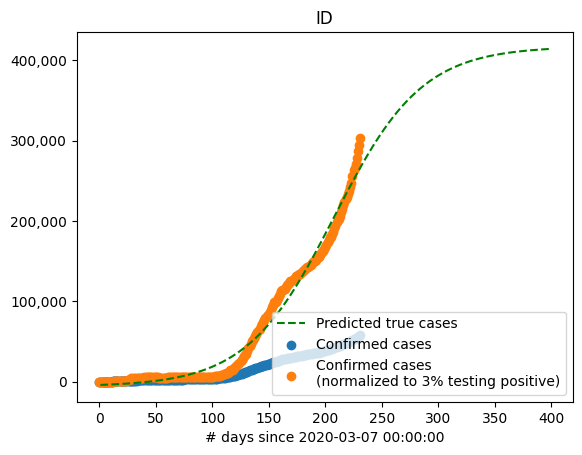 ID
400,000
300,000
200,000
100,000
0
Predicted true cases
Confirmed cases
Confirmed cases
(normalized to 3% testing positive)
0 50 100 150 200 250 300 350 400
# days since 2020-03-07 00:00:00